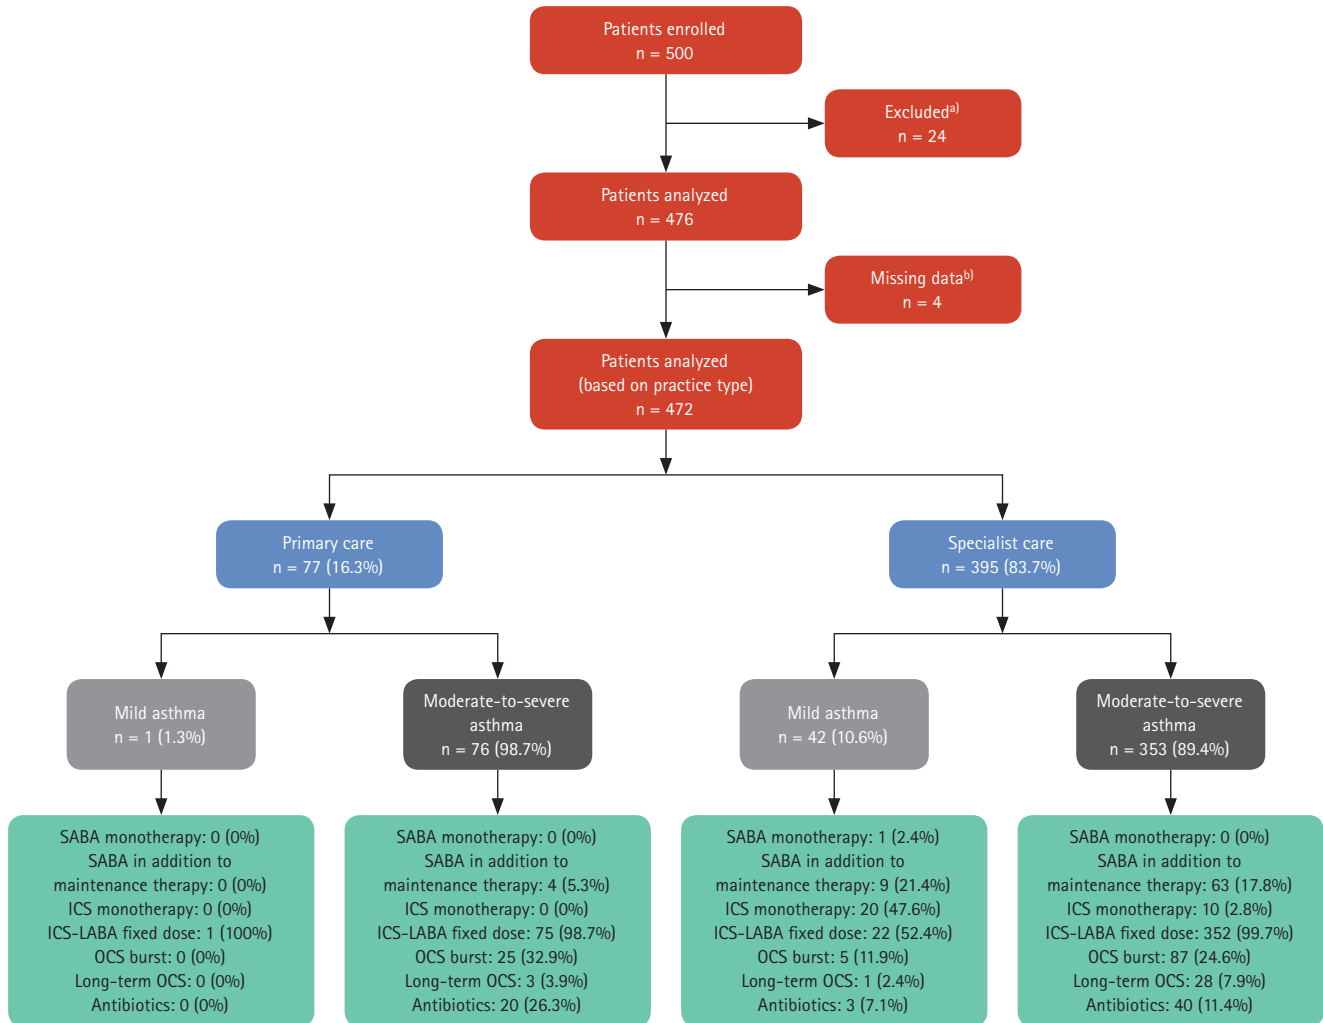 Patients enrolled
n = 500
Excludedᵃ⁾
n = 24
Patients analyzed
n = 476
Missing dataᵇ⁾
n = 4
Patients analyzed
(based on practice type)
n = 472
Primary care
n = 77 (16.3%)
Specialist care
n = 395 (83.7%)
Mild asthma
n = 1 (1.3%)
Moderate-to-severe
asthma
n = 76 (98.7%)
Mild asthma
n = 42 (10.6%)
Moderate-to-severe
asthma
n = 353 (89.4%)
SABA monotherapy: 0 (0%)
SABA in addition to
maintenance therapy: 0 (0%)
ICS monotherapy: 0 (0%)
ICS-LABA fixed dose: 1 (100%)
OCS burst: 0 (0%)
Long-term OCS: 0 (0%)
Antibiotics: 0 (0%)
SABA monotherapy: 0 (0%)
SABA in addition to
maintenance therapy: 4 (5.3%)
ICS monotherapy: 0 (0%)
ICS-LABA fixed dose: 75 (98.7%)
OCS burst: 25 (32.9%)
Long-term OCS: 3 (3.9%)
Antibiotics: 20 (26.3%)
SABA monotherapy: 1 (2.4%)
SABA in addition to
maintenance therapy: 9 (21.4%)
ICS monotherapy: 20 (47.6%)
ICS-LABA fixed dose: 22 (52.4%)
OCS burst: 5 (11.9%)
Long-term OCS: 1 (2.4%)
Antibiotics: 3 (7.1%)
SABA monotherapy: 0 (0%)
SABA in addition to
maintenance therapy: 63 (17.8%)
ICS monotherapy: 10 (2.8%)
ICS-LABA fixed dose: 352 (99.7%)
OCS burst: 87 (24.6%)
Long-term OCS: 28 (7.9%)
Antibiotics: 40 (11.4%)